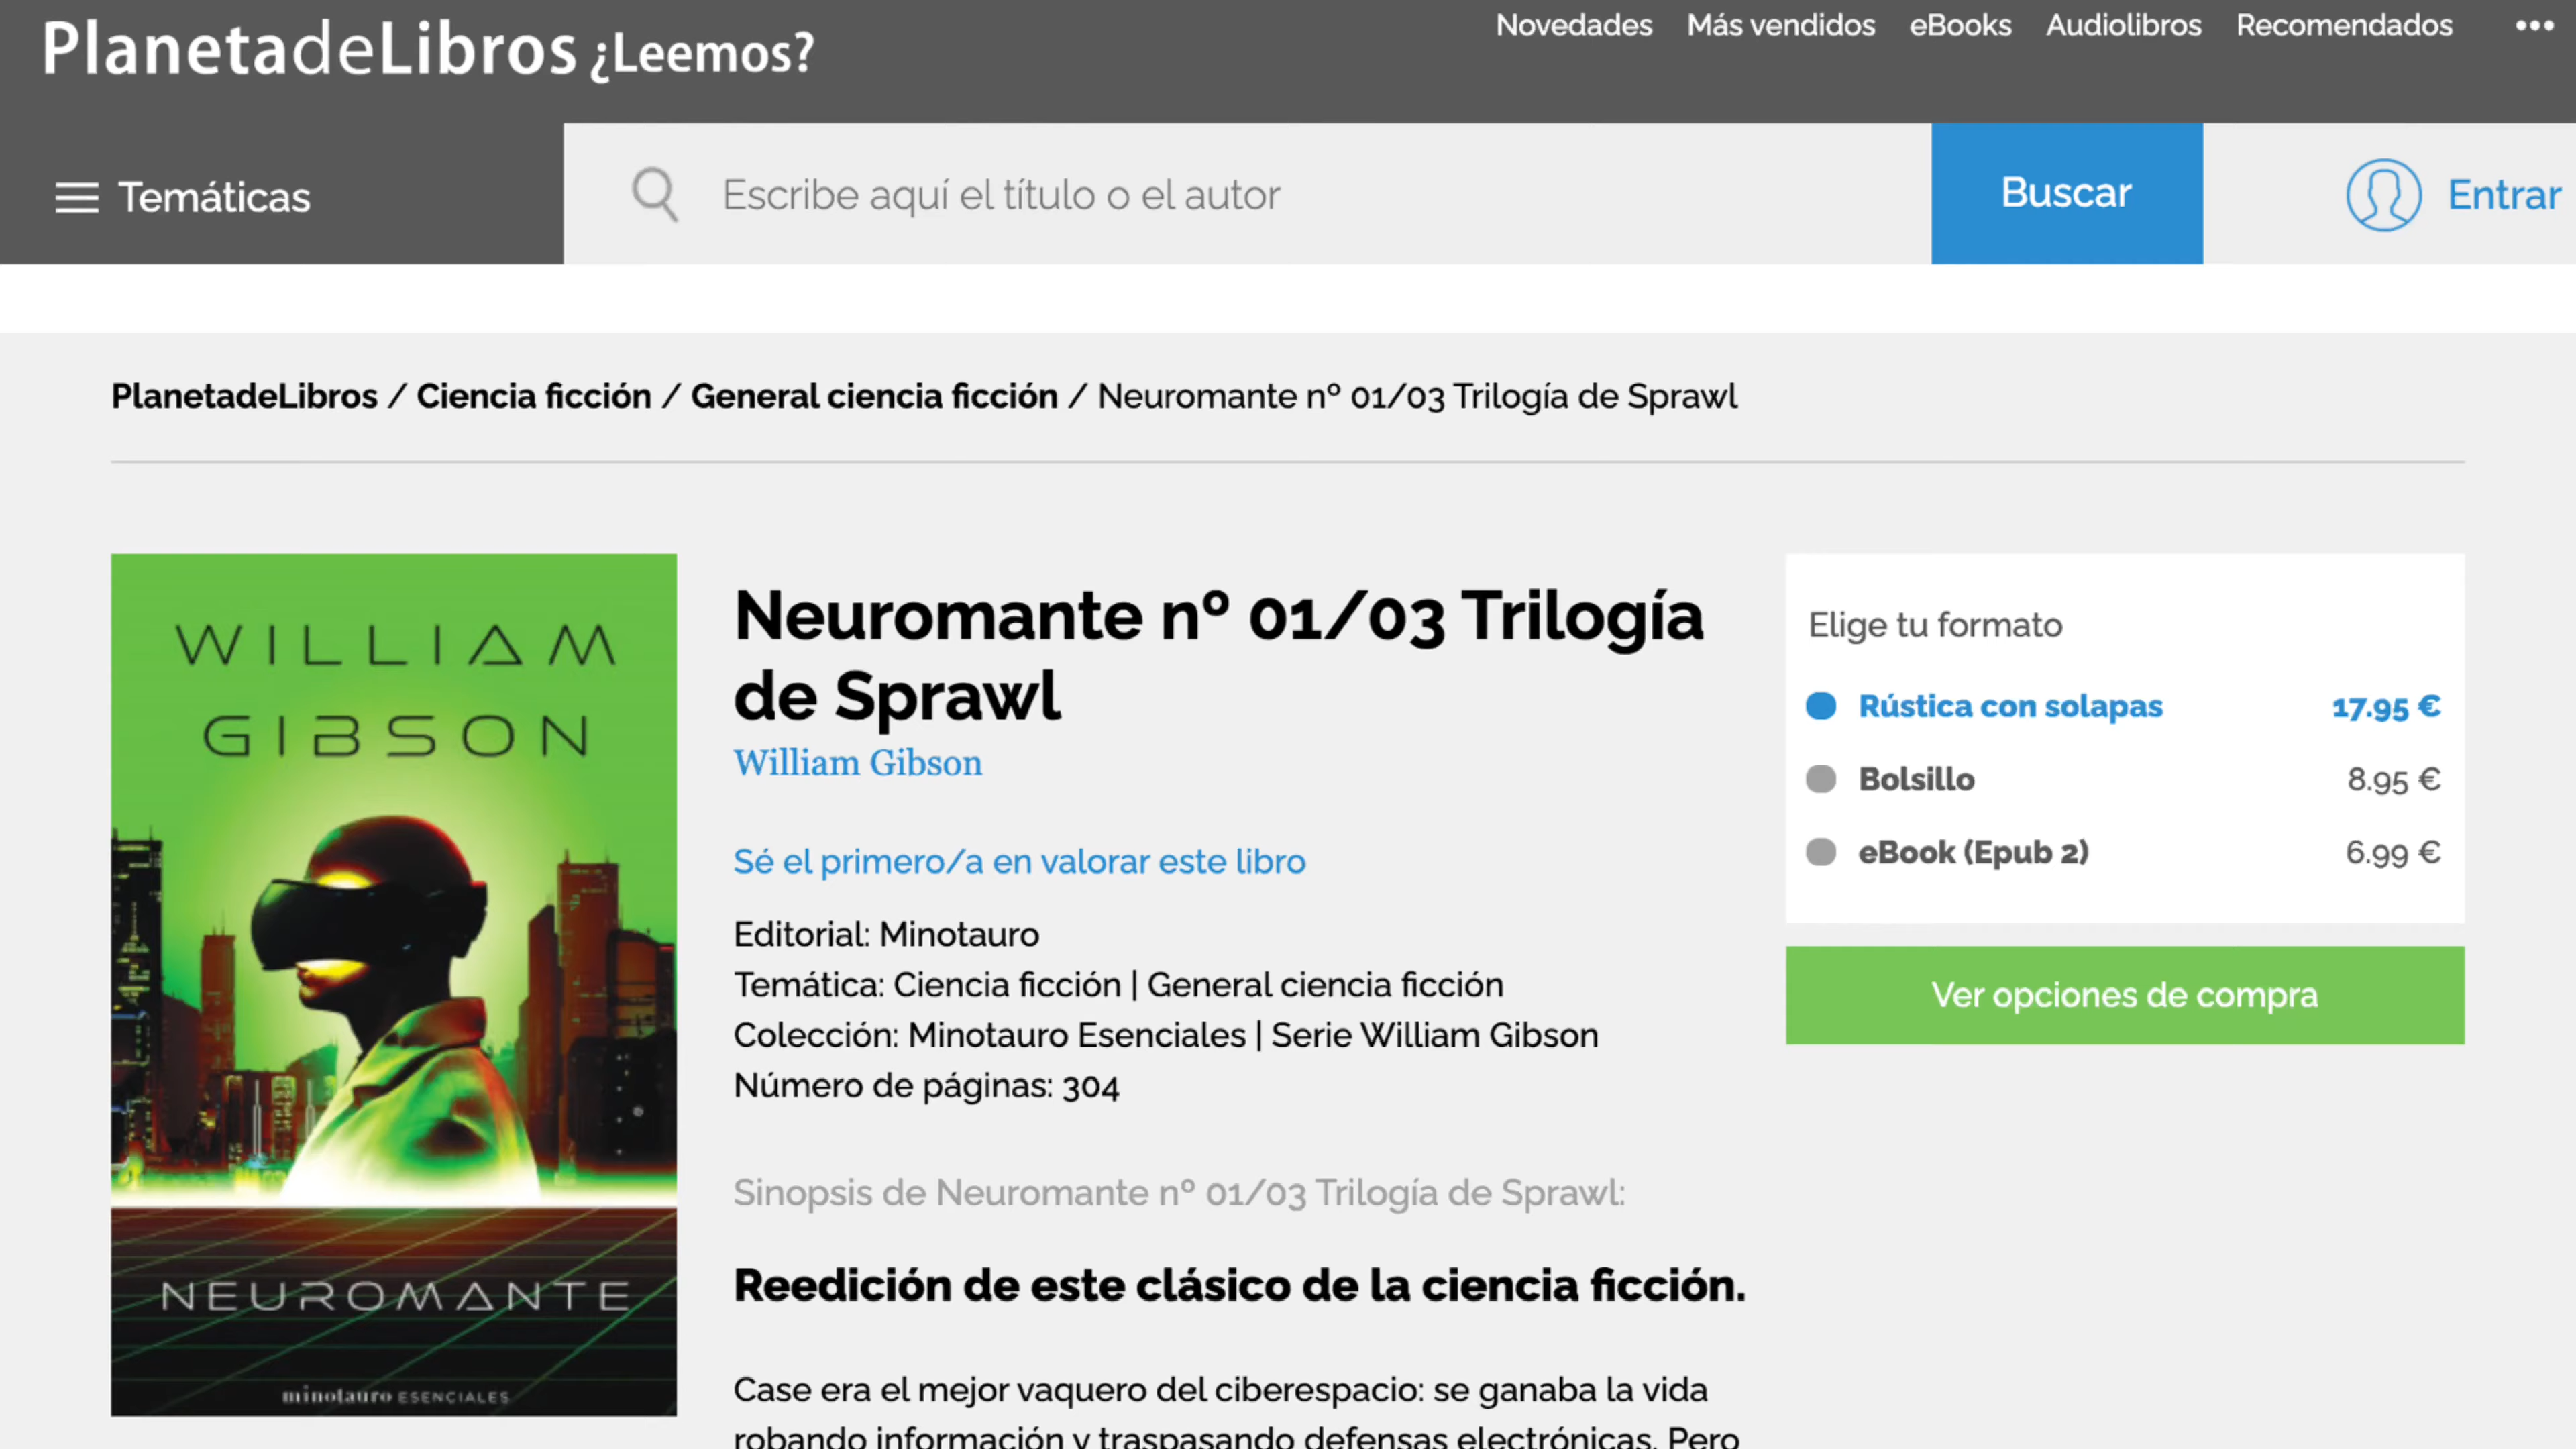 PlanetadeLibros ¿Leemos?
Novedades Más vendidos eBooks Audiolibros Recomendados •••
Temáticas
Escribe aquí el título o el autor
Buscar
Entrar
PlanetadeLibros / Ciencia ficción / General ciencia ficción / Neuromante nº 01/03 Trilogía de Sprawl
WILLIAM
GIBSON
NEUROMANTE
minotauro ESENCIALES
Neuromante nº 01/03 Trilogía
de Sprawl
William Gibson
Sé el primero/a en valorar este libro
Editorial: Minotauro
Temática: Ciencia ficción | General ciencia ficción
Colección: Minotauro Esenciales | Serie William Gibson
Número de páginas: 304
Sinopsis de Neuromante nº 01/03 Trilogía de Sprawl:
Reedición de este clásico de la ciencia ficción.
Case era el mejor vaquero del ciberespacio: se ganaba la vida
robando información y traspasando defensas electrónicas. Pero
Elige tu formato
Rústica con solapas 17.95 €
Bolsillo 8.95 €
eBook (Epub 2) 6.99 €
Ver opciones de compra